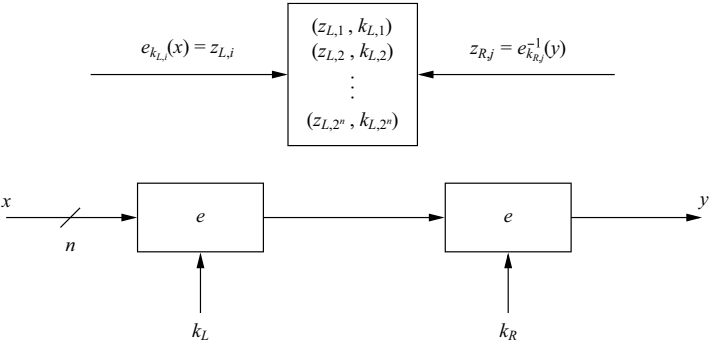 e_{k_{L,i}}(x) = z_{L,i}
(z_{L,1} , k_{L,1})
(z_{L,2} , k_{L,2})
⋮
(z_{L,2^n} , k_{L,2^n})
z_{R,j} = e^{-1}_{k_{R,j}}(y)
x
n
e
e
y
k_L
k_R